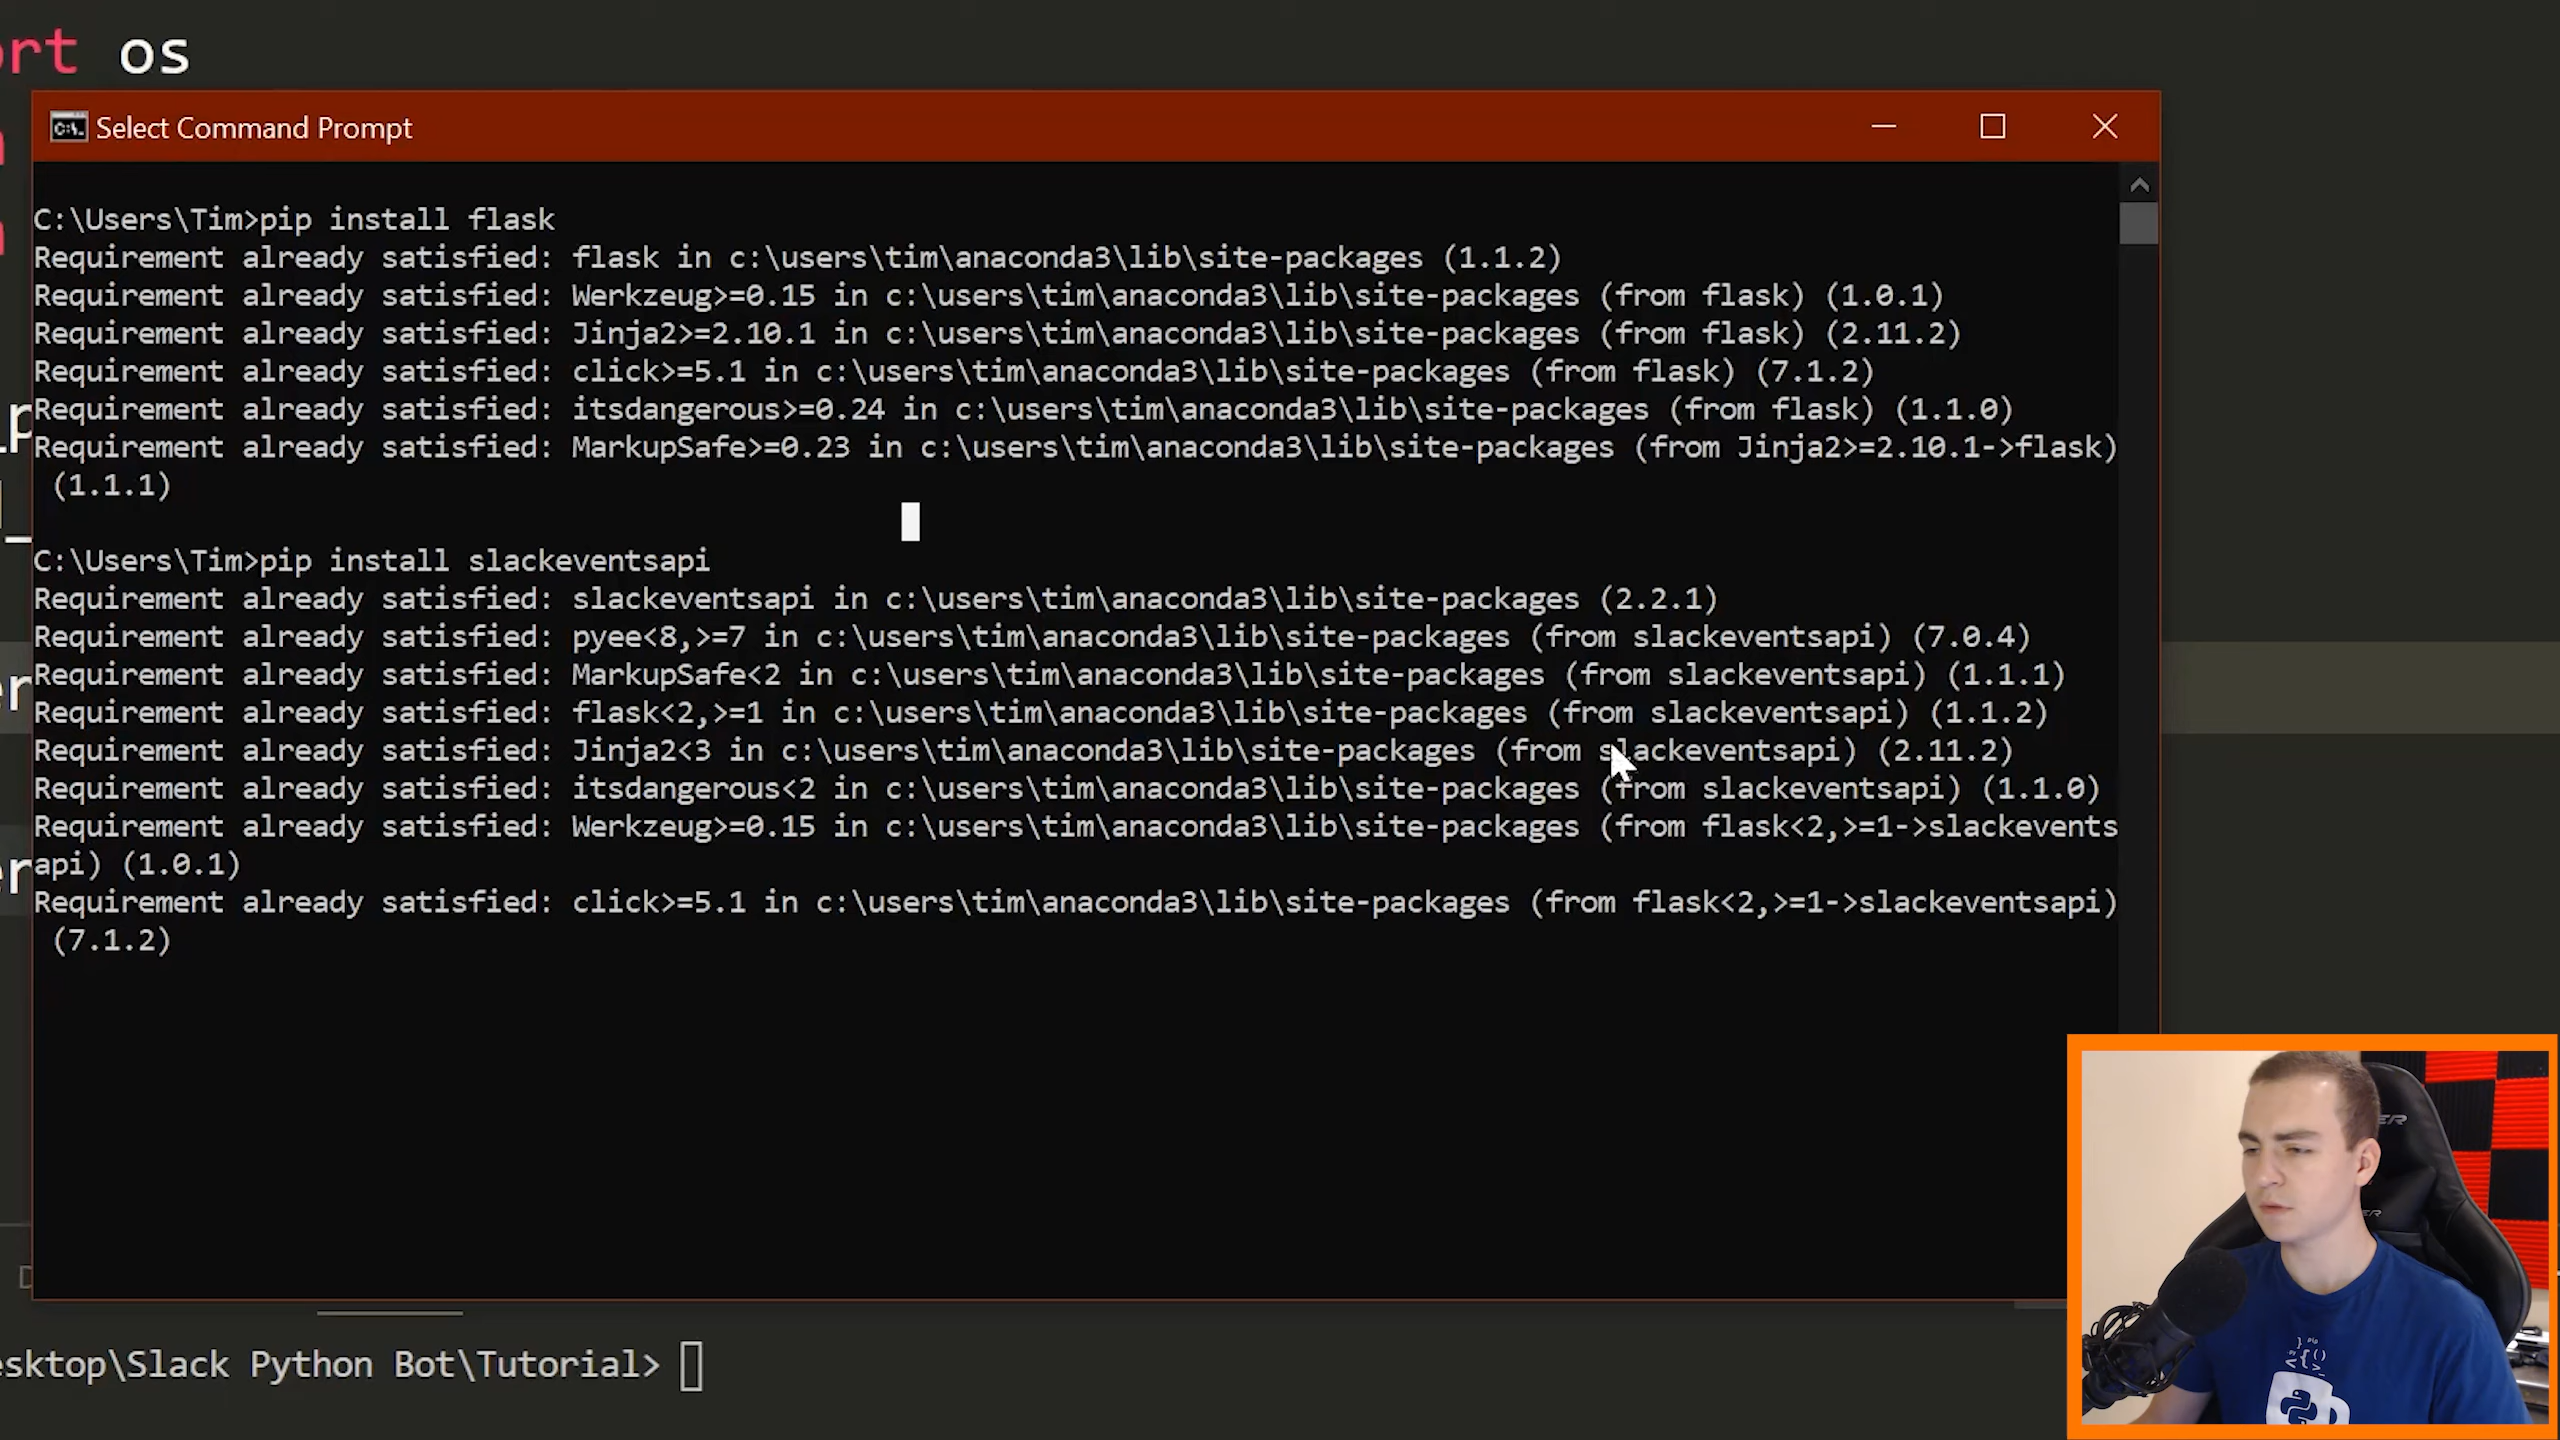 ort os
Select Command Prompt
C:\Users\Tim>pip install flask
Requirement already satisfied: flask in c:\users\tim\anaconda3\lib\site-packages (1.1.2)
Requirement already satisfied: Werkzeug>=0.15 in c:\users\tim\anaconda3\lib\site-packages (from flask) (1.0.1)
Requirement already satisfied: Jinja2>=2.10.1 in c:\users\tim\anaconda3\lib\site-packages (from flask) (2.11.2)
Requirement already satisfied: click>=5.1 in c:\users\tim\anaconda3\lib\site-packages (from flask) (7.1.2)
Requirement already satisfied: itsdangerous>=0.24 in c:\users\tim\anaconda3\lib\site-packages (from flask) (1.1.0)
Requirement already satisfied: MarkupSafe>=0.23 in c:\users\tim\anaconda3\lib\site-packages (from Jinja2>=2.10.1->flask)
(1.1.1)
C:\Users\Tim>pip install slackeventsapi
Requirement already satisfied: slackeventsapi in c:\users\tim\anaconda3\lib\site-packages (2.2.1)
Requirement already satisfied: pyee<8,>=7 in c:\users\tim\anaconda3\lib\site-packages (from slackeventsapi) (7.0.4)
Requirement already satisfied: MarkupSafe<2 in c:\users\tim\anaconda3\lib\site-packages (from slackeventsapi) (1.1.1)
Requirement already satisfied: flask<2,>=1 in c:\users\tim\anaconda3\lib\site-packages (from slackeventsapi) (1.1.2)
Requirement already satisfied: Jinja2<3 in c:\users\tim\anaconda3\lib\site-packages (from slackeventsapi) (2.11.2)
Requirement already satisfied: itsdangerous<2 in c:\users\tim\anaconda3\lib\site-packages (from slackeventsapi) (1.1.0)
Requirement already satisfied: Werkzeug>=0.15 in c:\users\tim\anaconda3\lib\site-packages (from flask<2,>=1->slackevents
api) (1.0.1)
Requirement already satisfied: click>=5.1 in c:\users\tim\anaconda3\lib\site-packages (from flask<2,>=1->slackeventsapi)
(7.1.2)
esktop\Slack Python Bot\Tutorial>